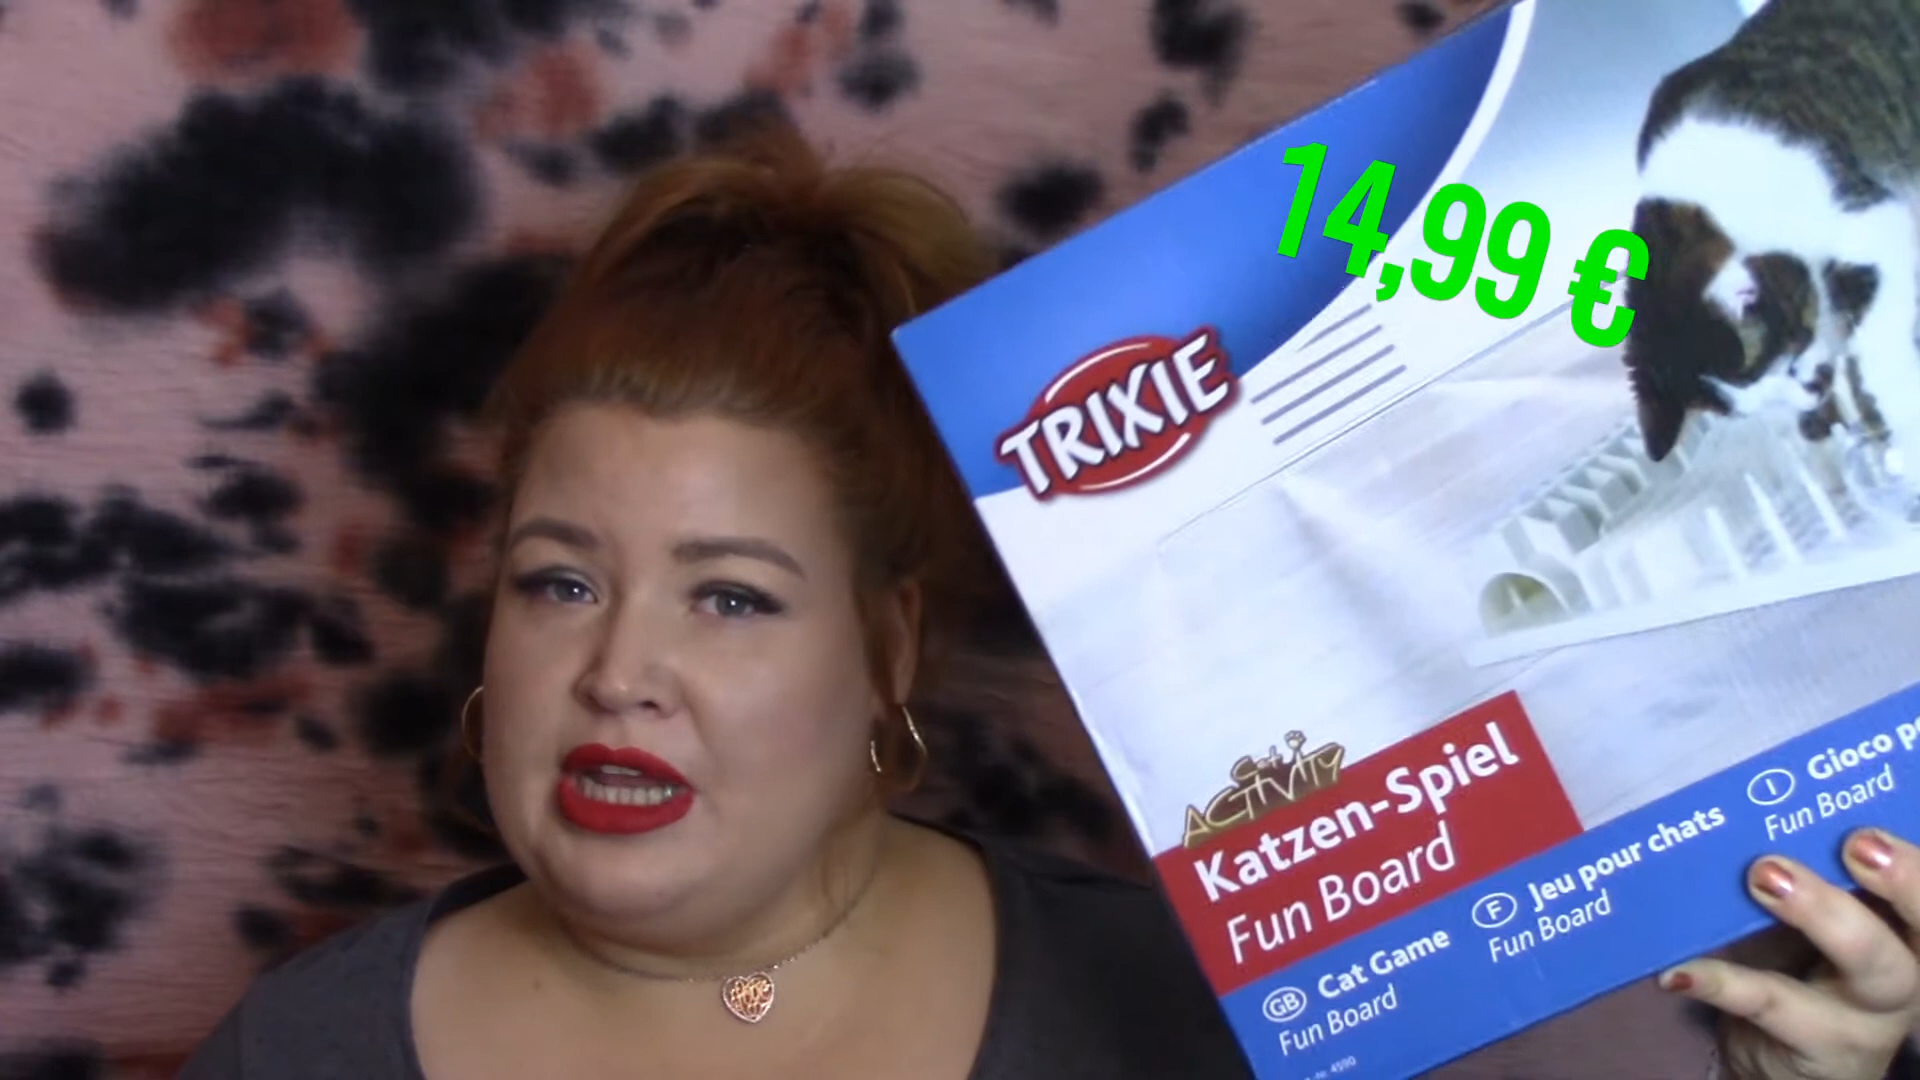 14,99 €
TRIXIE
Cat
ACTIVITY
Katzen-Spiel
Fun Board
GB Cat Game
Fun Board
F Jeu pour chats
Fun Board
I Gioco
Fun Board
4590